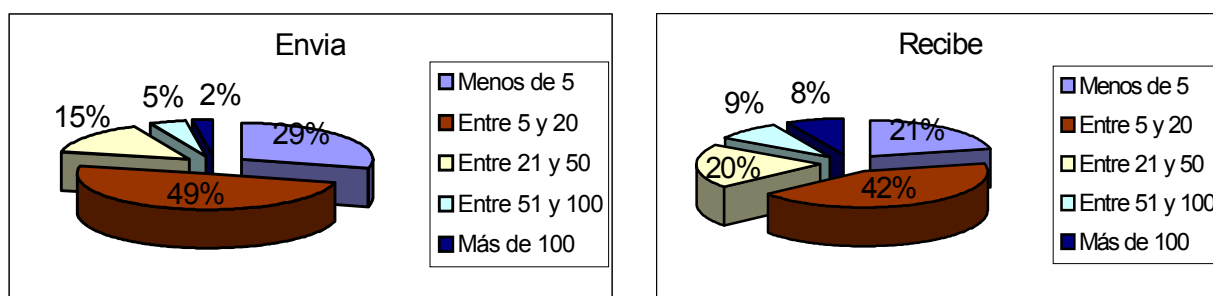 Envia
29%
49%
15%
5%
2%
Menos de 5
Entre 5 y 20
Entre 21 y 50
Entre 51 y 100
Más de 100
Recibe
21%
42%
20%
9%
8%
Menos de 5
Entre 5 y 20
Entre 21 y 50
Entre 51 y 100
Más de 100